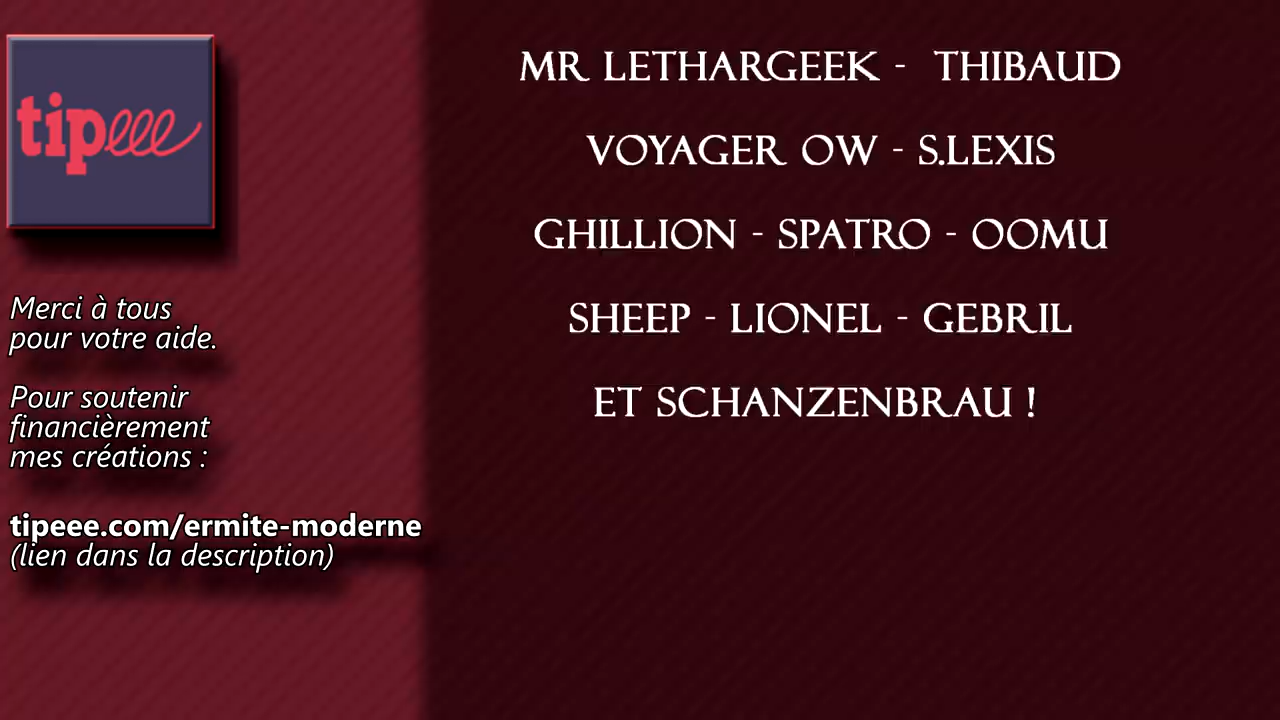 tipeee
Merci à tous
pour votre aide.
Pour soutenir
financièrement
mes créations :
tipeee.com/ermite-moderne
(lien dans la description)
MR LETHARGEEK - THIBAUD
VOYAGER OW - S.LEXIS
GHILLION - SPATRO - OOMU
SHEEP - LIONEL - GEBRIL
ET SCHANZENBRAU !